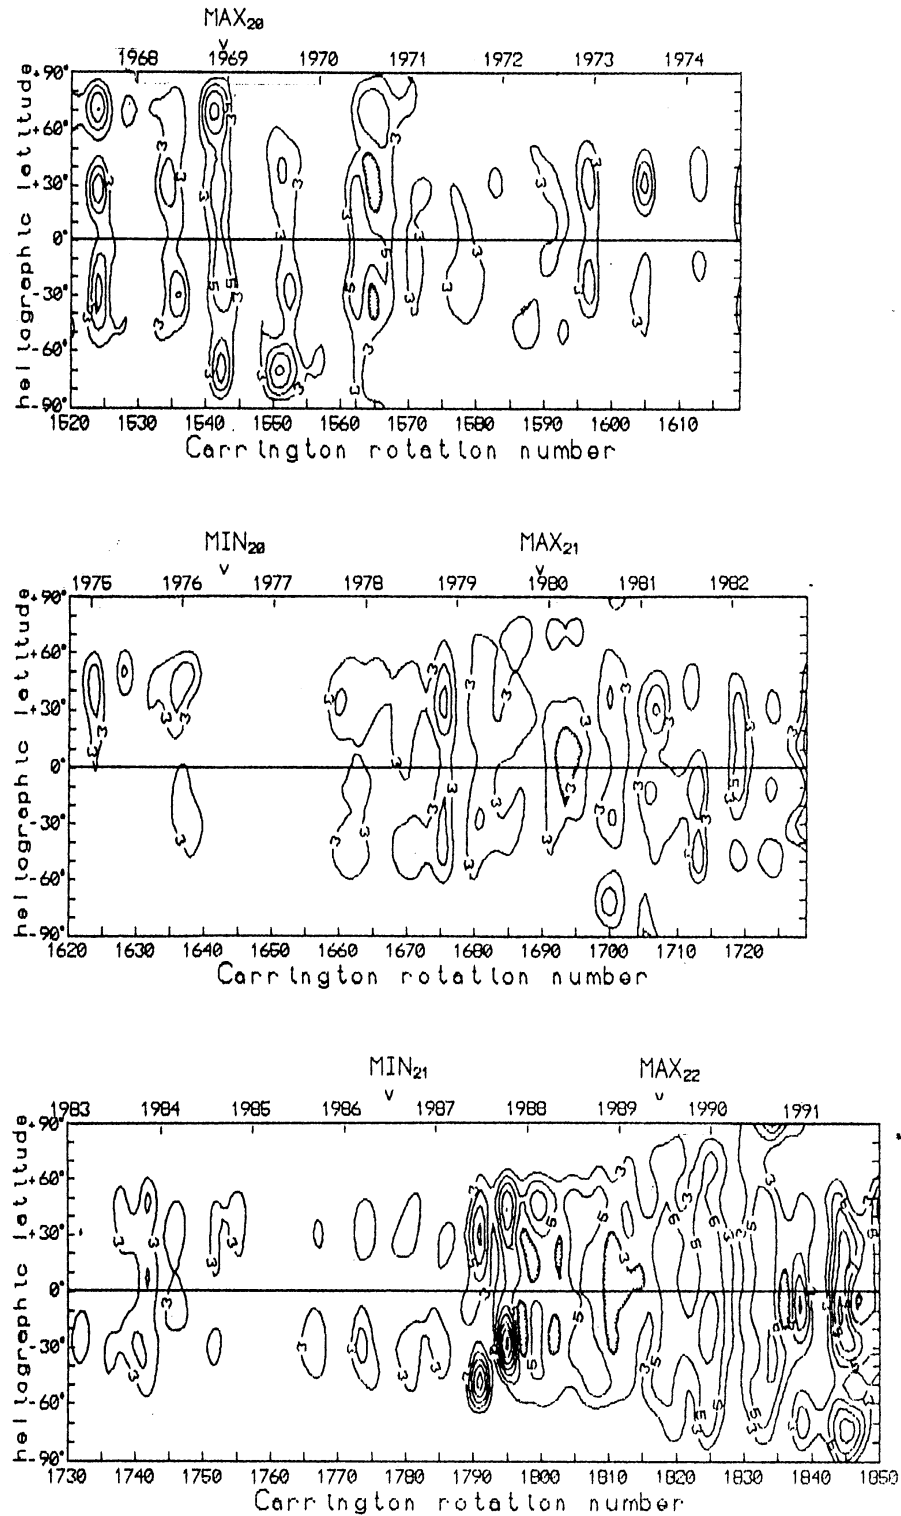 MAX20
1968 1969 1970 1971 1972 1973 1974
+90°
+60°
+30°
0°
-30°
-60°
-90°
heliographic latitude
1520 1530 1540 1550 1560 1570 1580 1590 1600 1610
Carrington rotation number
MIN20 MAX21
1975 1976 1977 1978 1979 1980 1981 1982
+90°
+60°
+30°
0°
-30°
-60°
-90°
heliographic latitude
1620 1630 1640 1650 1660 1670 1680 1690 1700 1710 1720
Carrington rotation number
MIN21 MAX22
1983 1984 1985 1986 1987 1988 1989 1990 1991
+90°
+60°
+30°
0°
-30°
-60°
-90°
heliographic latitude
1730 1740 1750 1760 1770 1780 1790 1800 1810 1820 1830 1840 1850
Carrington rotation number